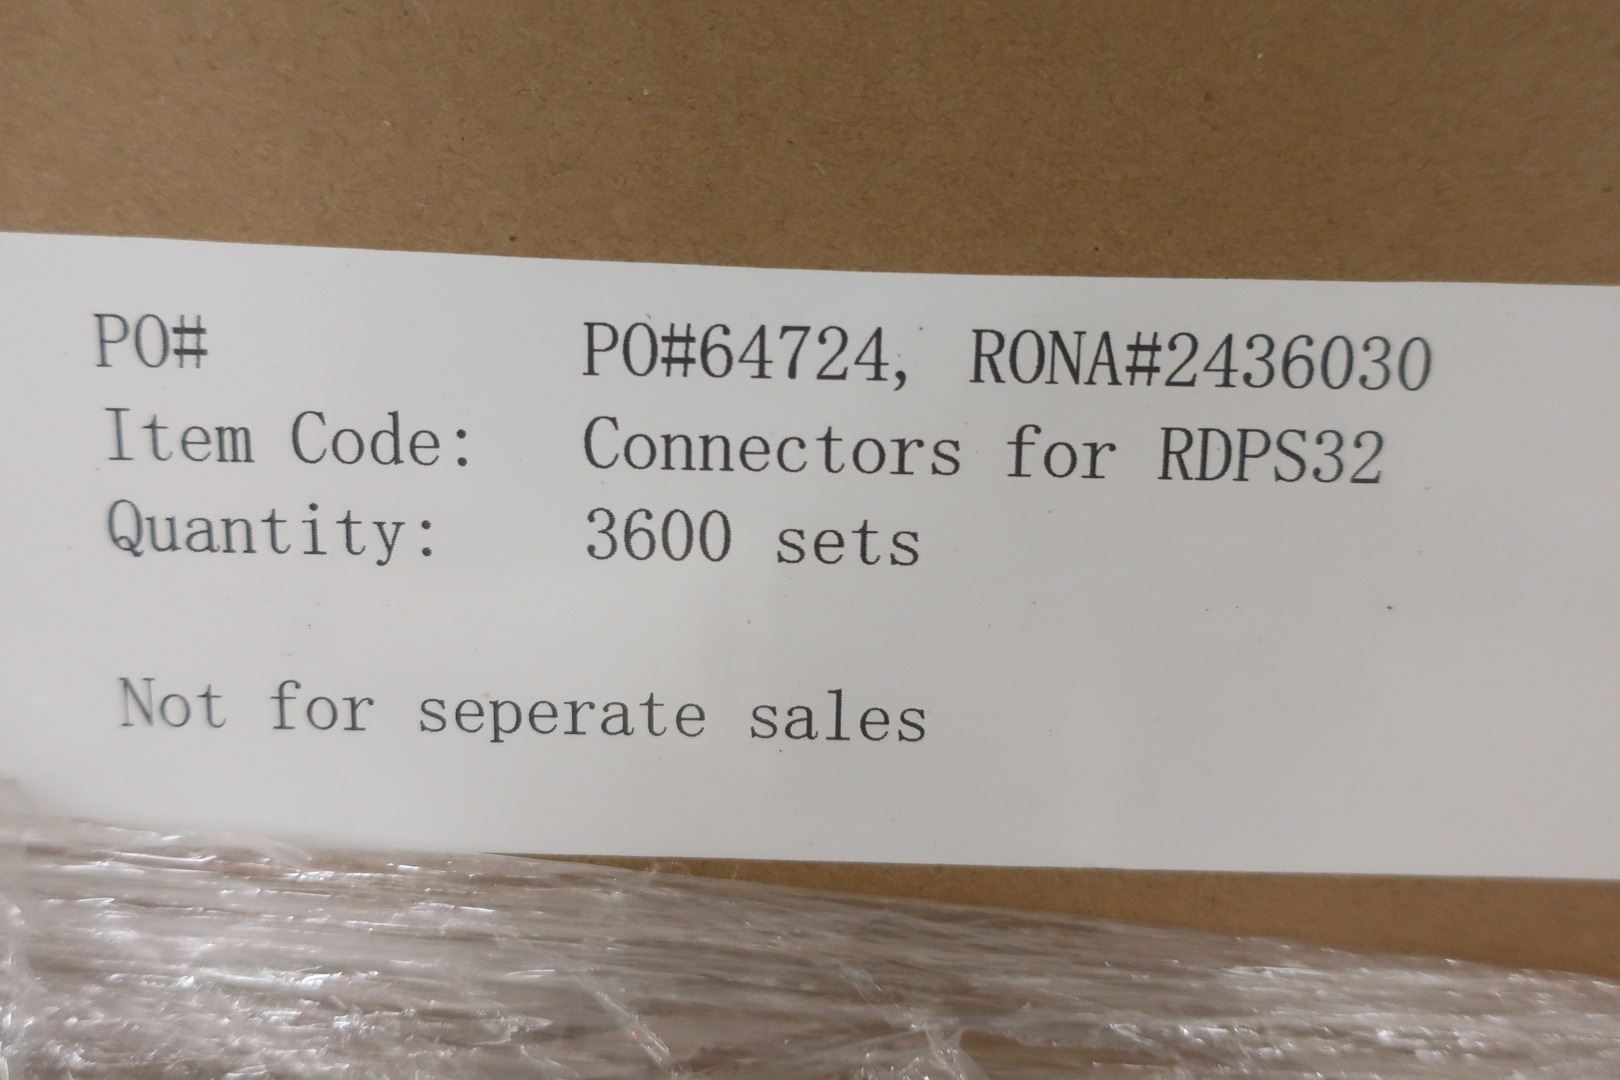 PO# PO#64724, RONA#2436030
Item Code: Connectors for RDPS32
Quantity: 3600 sets
Not for seperate sales